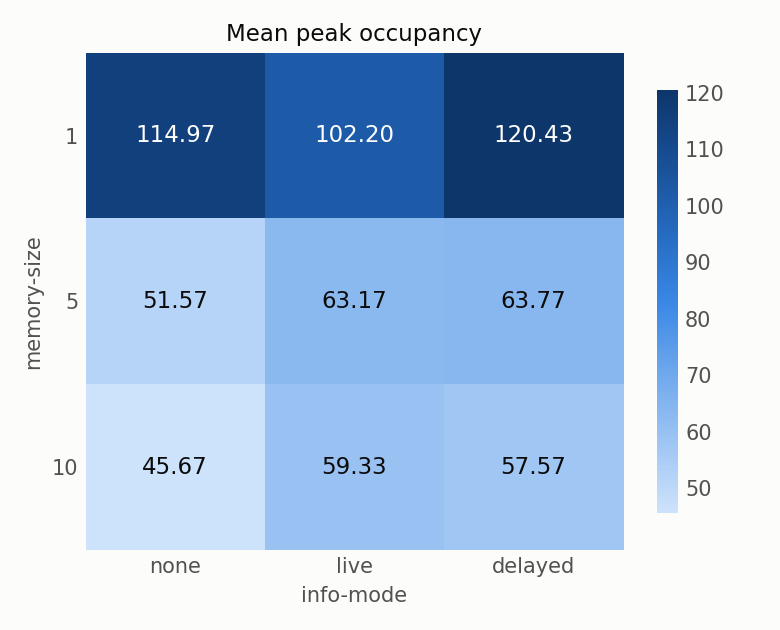 Mean peak occupancy
120
1 114.97 102.20 120.43
110
100
90
memory-size
5 51.57 63.17 63.77
80
70
60
10 45.67 59.33 57.57
50
none live delayed
info-mode